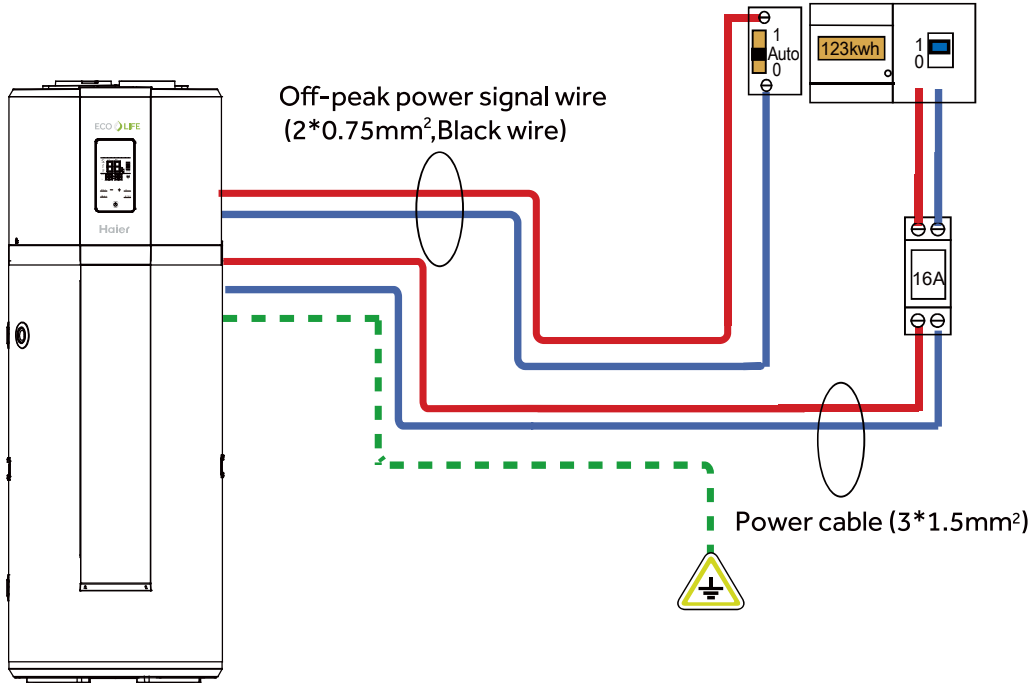 1
Auto
0
123kwh
1
0
Off-peak power signal wire
(2*0.75mm²,Black wire)
ECO LIFE
Haier
16A
Power cable (3*1.5mm²)